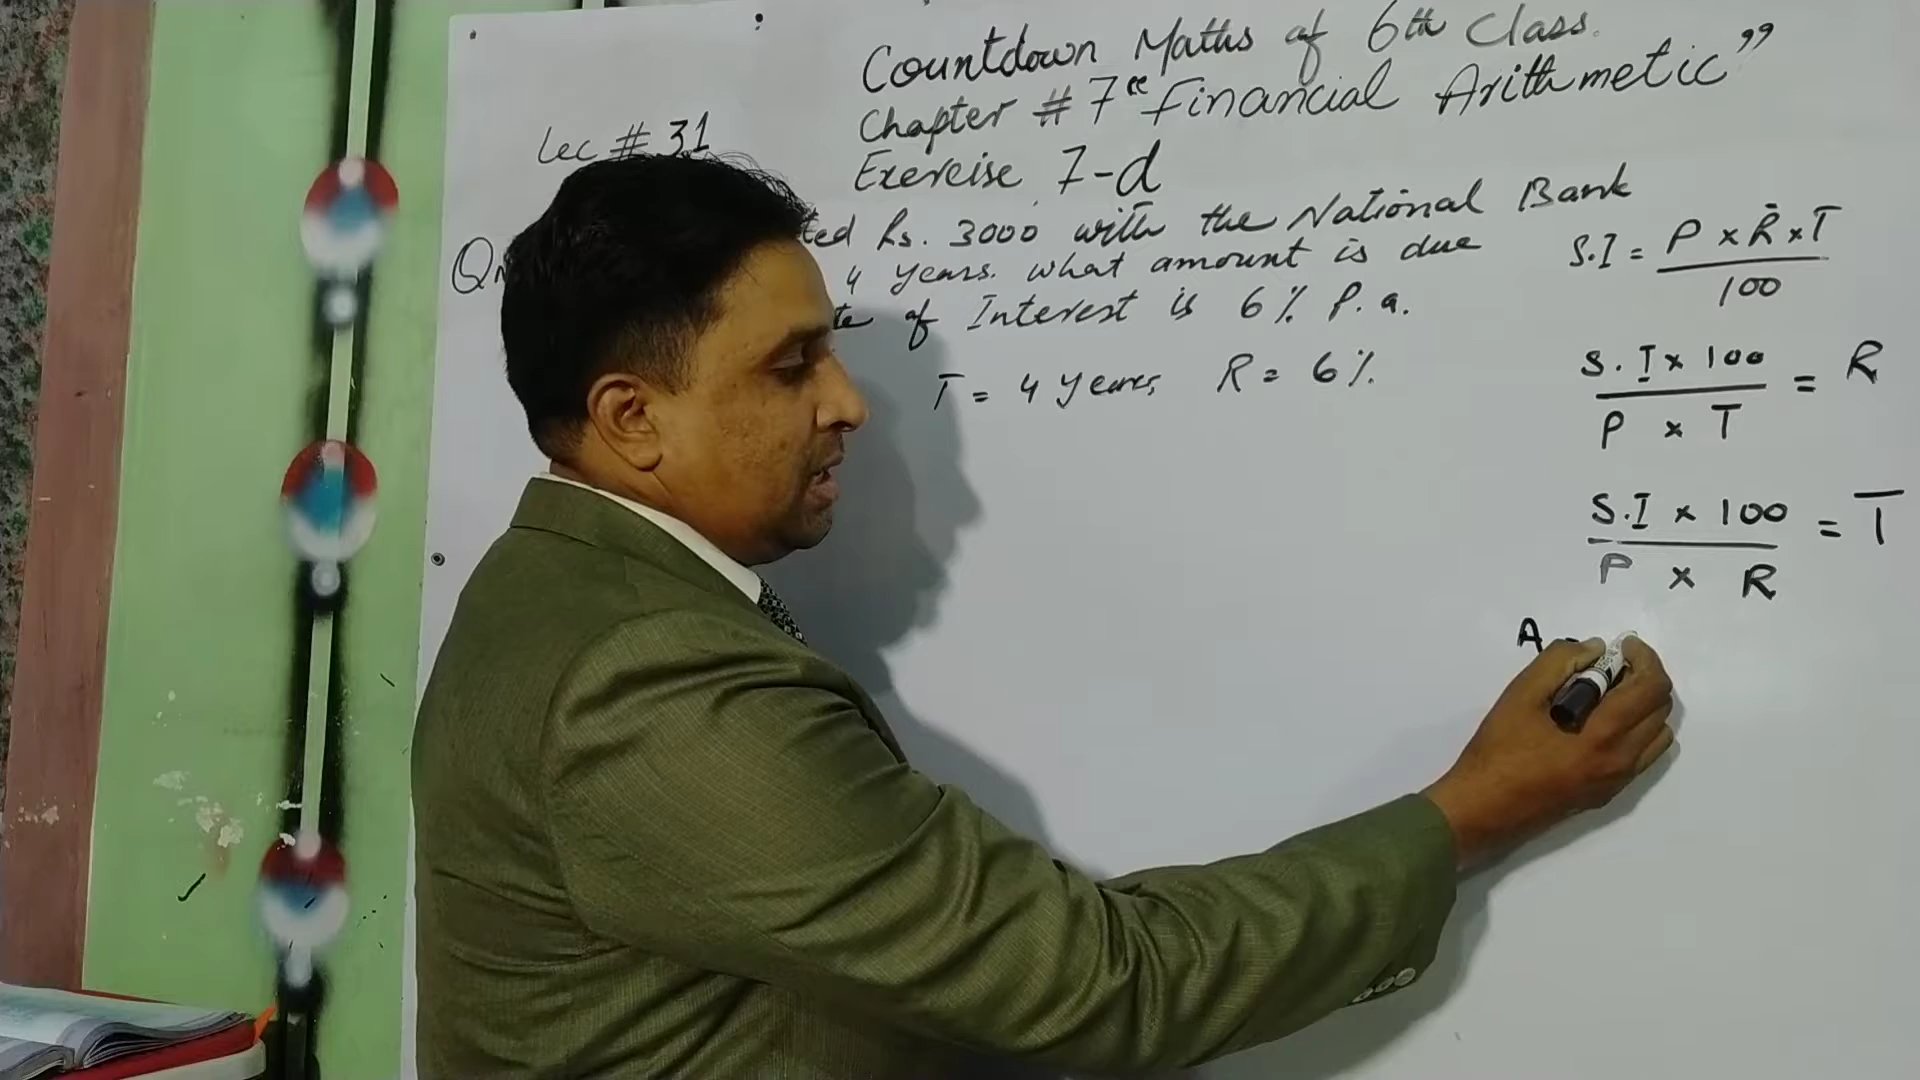 Countdown Maths of 6th Class.
Chapter # 7 "Financial Arithmetic"
Lec # 31
Exercise 7-d
ted Rs. 3000 with the National Bank
4 years. what amount is due
te of Interest is 6% P.a.
T = 4 years, R = 6%.
S.I = P × R × T
100
S.I × 100 = R
P × T
S.I × 100 = T
P × R
A =